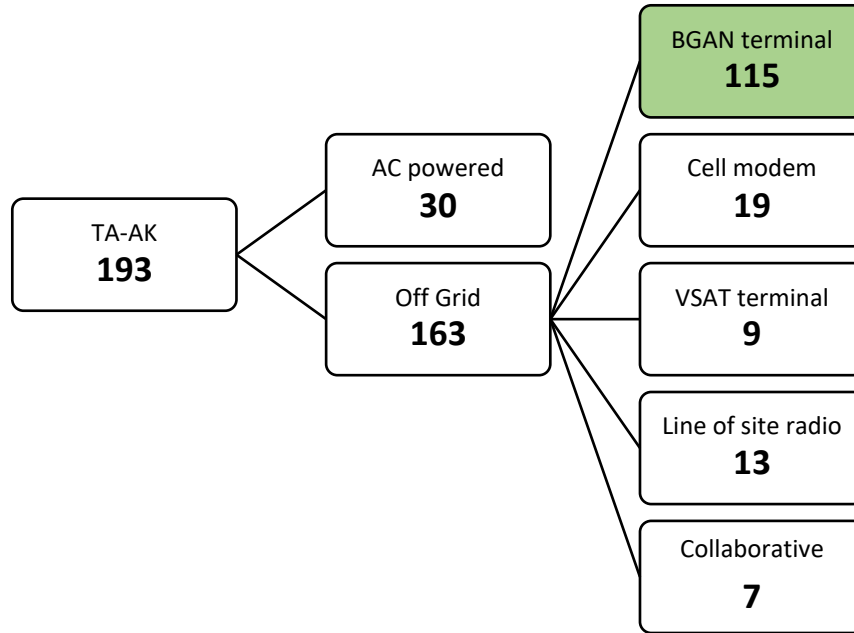 TA-AK
193
AC powered
30
Off Grid
163
BGAN terminal
115
Cell modem
19
VSAT terminal
9
Line of site radio
13
Collaborative
7